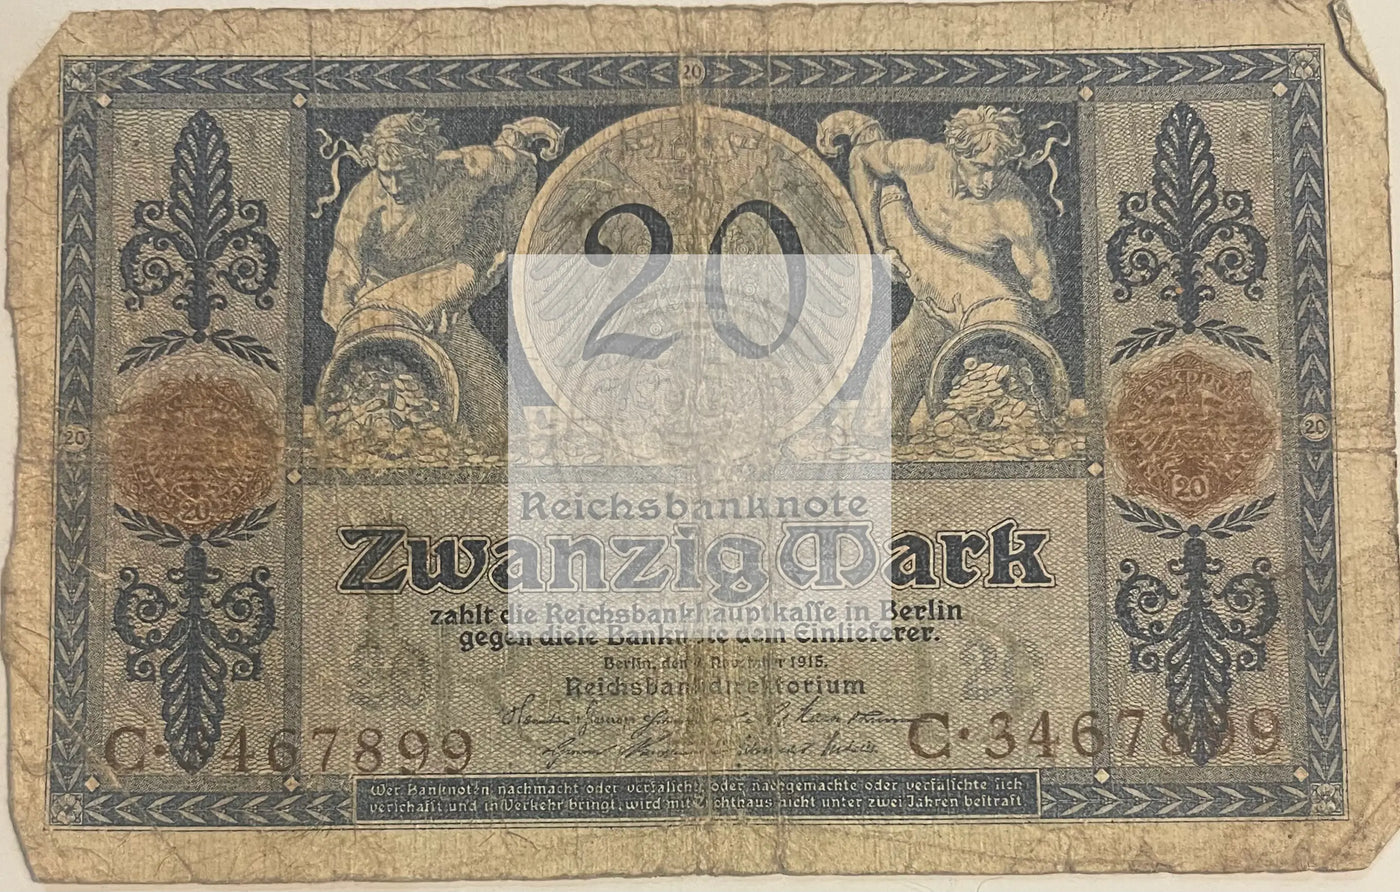 20
20
20
20
Reichsbanknote
Zwanzig Mark
zahlt die Reichsbankhauptkasse in Berlin
gegen diese Banknote dem Einlieferer.
Berlin, den November 1915.
Reichsbankdirektorium
20
20
C·3467899
C·3467899
Wer Banknoten nachmacht oder verfälscht, oder nachgemachte oder verfälschte sich
verschafft und in Verkehr bringt, wird mit Zuchthaus nicht unter zwei Jahren bestraft